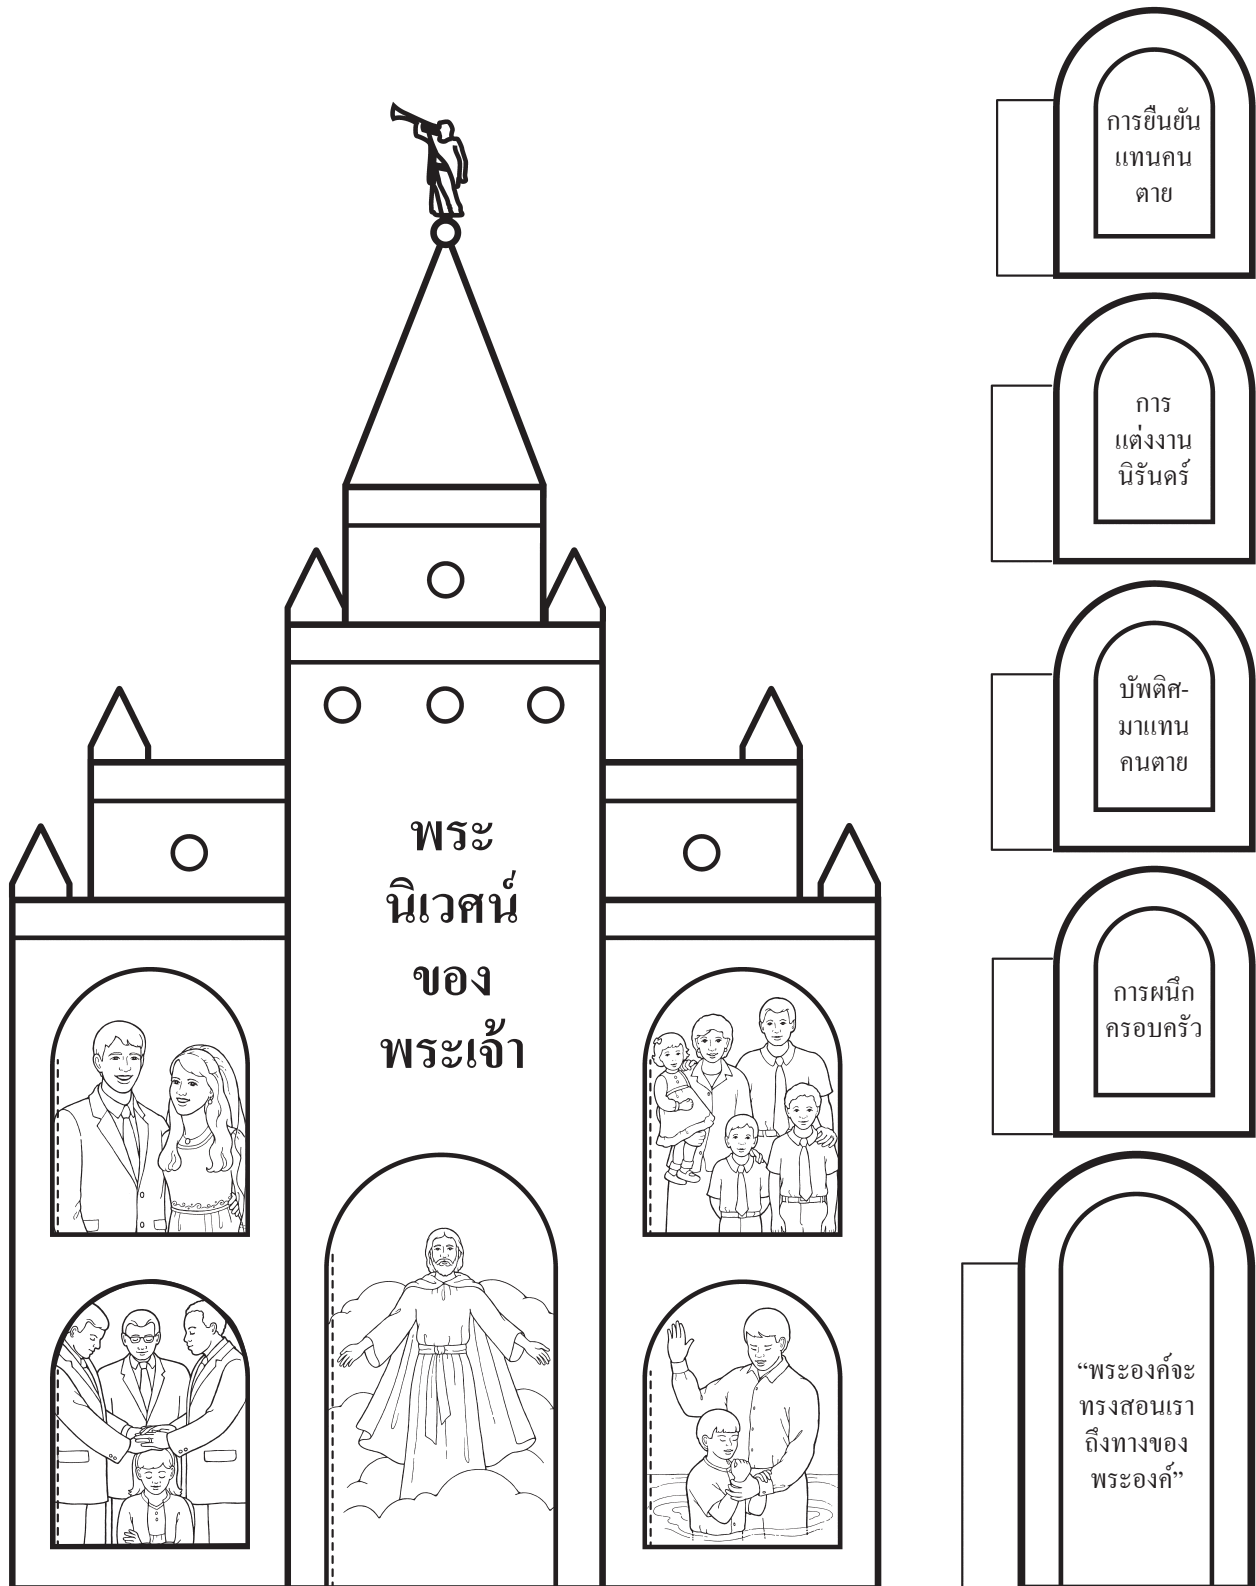 พระ
นิเวศน์
ของ
พระเจ้า
การยืนยัน
แทนคน
ตาย
การ
แต่งงาน
นิรันดร์
บัพติศ-
มาแทน
คนตาย
การผนึก
ครอบครัว
“พระองค์จะ
ทรงสอนเรา
ถึงทางของ
พระองค์”